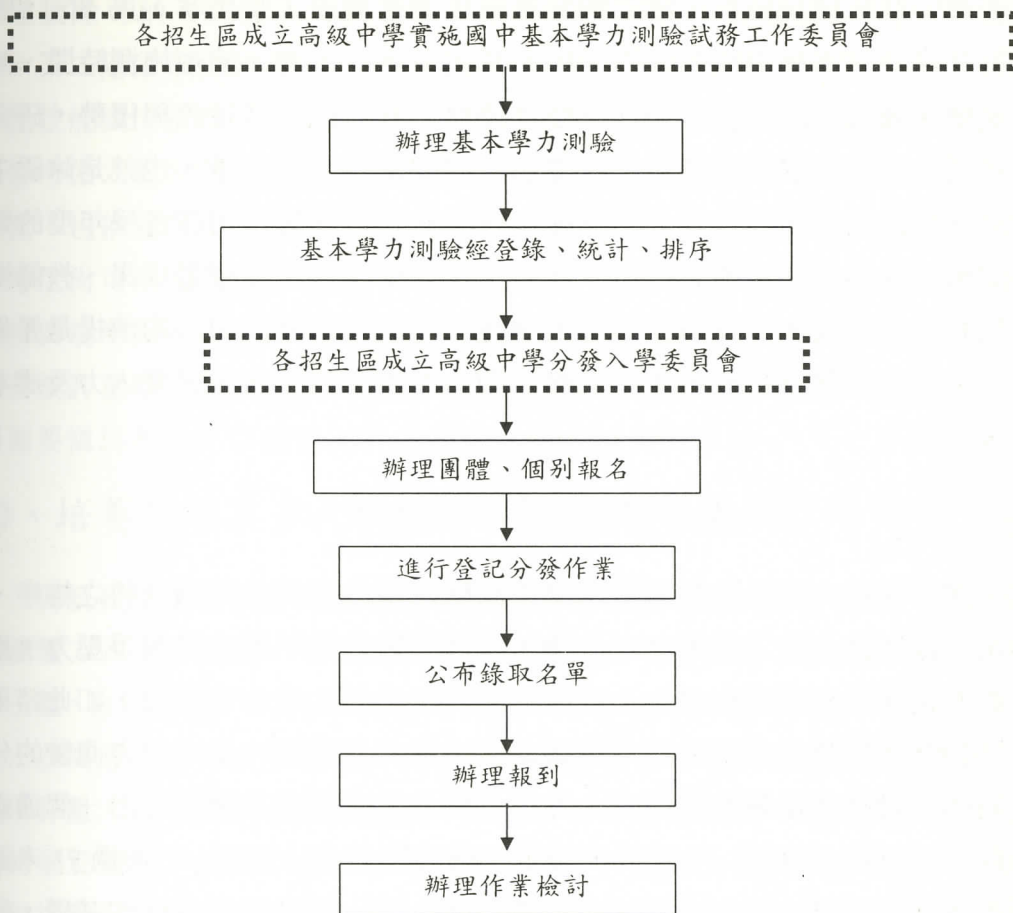 各招生區成立高級中學實施國中基本學力測驗試務工作委員會
辦理基本學力測驗
基本學力測驗經登錄、統計、排序
各招生區成立高級中學分發入學委員會
辦理團體、個別報名
進行登記分發作業
公布錄取名單
辦理報到
辦理作業檢討